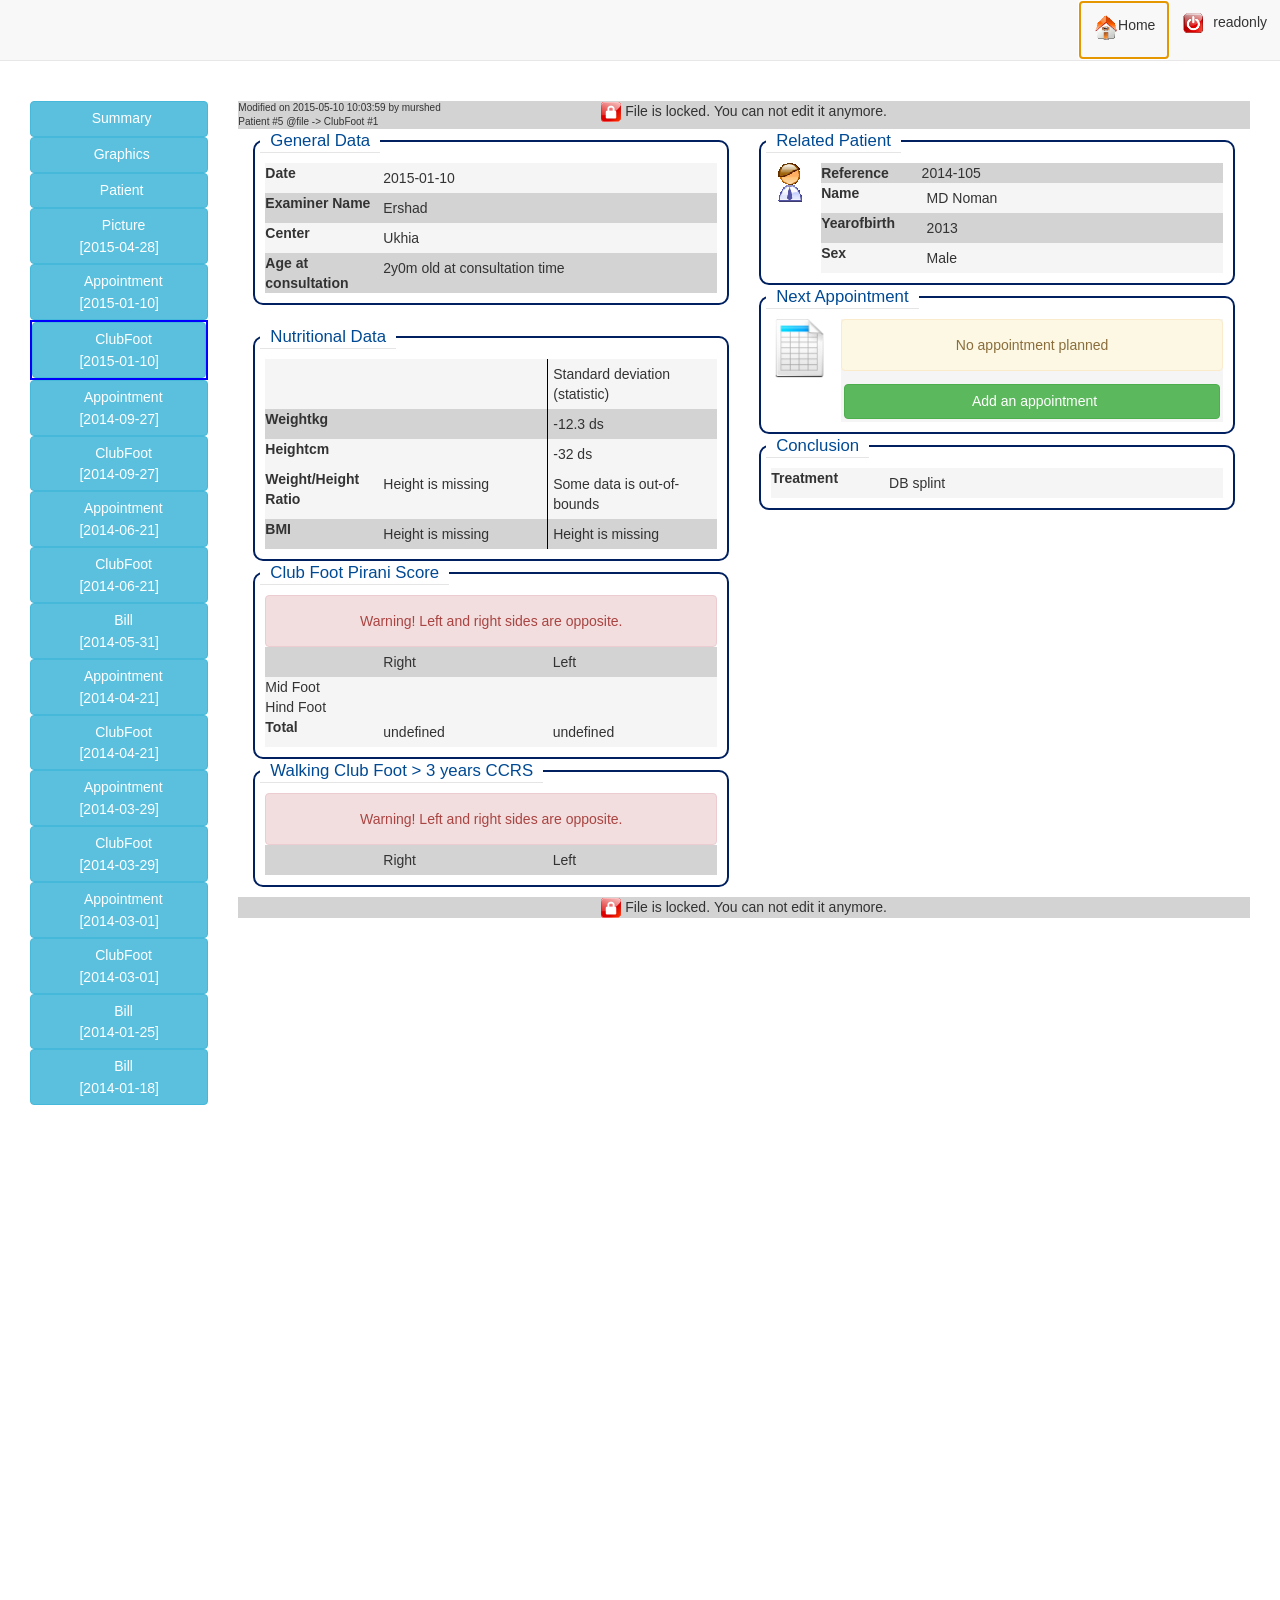 Home
readonly
Summary
Graphics
Patient
Picture
[2015-04-28]
Appointment
[2015-01-10]
ClubFoot
[2015-01-10]
Appointment
[2014-09-27]
ClubFoot
[2014-09-27]
Appointment
[2014-06-21]
ClubFoot
[2014-06-21]
Bill
[2014-05-31]
Appointment
[2014-04-21]
ClubFoot
[2014-04-21]
Appointment
[2014-03-29]
ClubFoot
[2014-03-29]
Appointment
[2014-03-01]
ClubFoot
[2014-03-01]
Bill
[2014-01-25]
Bill
[2014-01-18]
Modified on 2015-05-10 10:03:59 by murshed
Patient #5 @file -> ClubFoot #1
File is locked. You can not edit it anymore.
General Data
Date 2015-01-10
Examiner Name Ershad
Center Ukhia
Age at consultation 2y0m old at consultation time
Nutritional Data
Standard deviation
(statistic)
Weightkg -12.3 ds
Heightcm -32 ds
Weight/Height Height is missing Some data is out-of-
Ratio bounds
BMI Height is missing Height is missing
Club Foot Pirani Score
Warning! Left and right sides are opposite.
Right Left
Mid Foot
Hind Foot
Total undefined undefined
Walking Club Foot > 3 years CCRS
Warning! Left and right sides are opposite.
Right Left
Related Patient
Reference 2014-105
Name MD Noman
Yearofbirth 2013
Sex Male
Next Appointment
No appointment planned
Add an appointment
Conclusion
Treatment DB splint
File is locked. You can not edit it anymore.